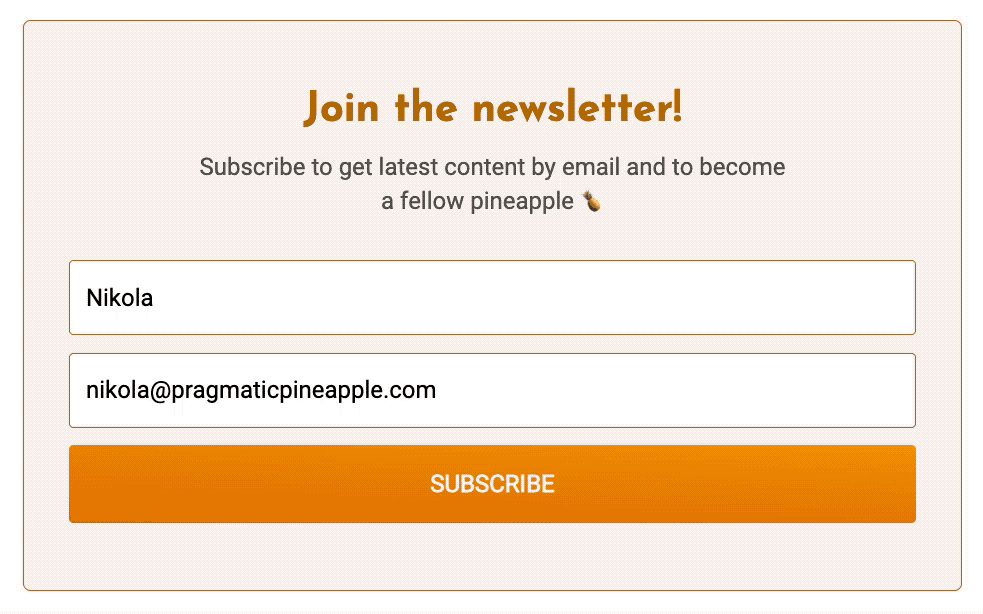 Join the newsletter!
Subscribe to get latest content by email and to become
a fellow pineapple 🍍
Nikola
nikola@pragmaticpineapple.com
SUBSCRIBE